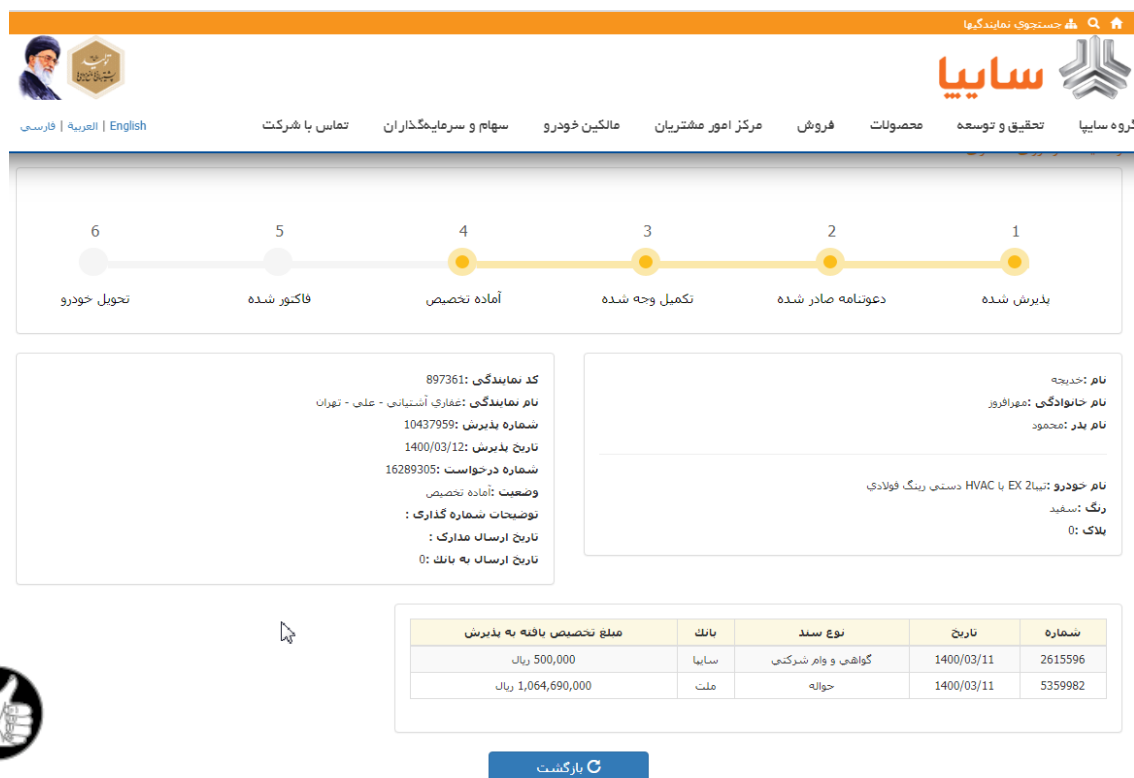 جستجوي نمایندگیها
سایپا
English | العربية | فارسی
گروه سایپا
تحقیق و توسعه
محصولات
فروش
مرکز امور مشتریان
مالکین خودرو
سهام و سرمایه‌گذاران
تماس با شرکت
1
2
3
4
5
6
پذیرش شده
دعوتنامه صادر شده
تکمیل وجه شده
آماده تخصیص
فاکتور شده
تحویل خودرو
نام :خدیجه
نام خانوادگی :مهرافروز
نام پدر :محمود
نام خودرو :تیبا2 EX با HVAC دستی رینگ فولادي
رنگ :سفید
پلاک :0
کد نمایندگی :897361
نام نمایندگی :غفاري آشتیانی - علی - تهران
شماره پذیرش :10437959
تاریخ پذیرش :1400/03/12
شماره درخواست :16289305
وضعیت :آماده تخصیص
توضیحات شماره گذاری :
تاریخ ارسال مدارک :
تاریخ ارسال به بانك :0
شماره تاریخ نوع سند بانك مبلغ تخصیص یافته به پذیرش
2615596 1400/03/11 گواهی و وام شرکتی سایپا 500,000 ریال
5359982 1400/03/11 حواله ملت 1,064,690,000 ریال
بازگشت